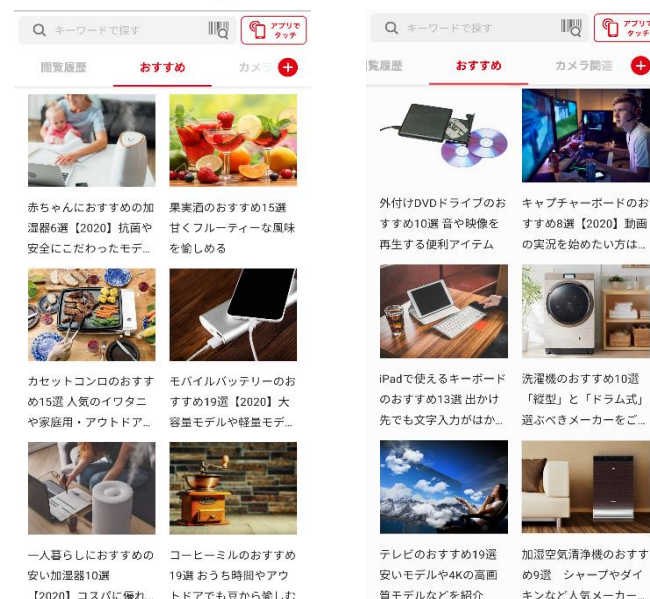 キーワードで探す
アプリで
タッチ
閲覧履歴
おすすめ
カメラ
赤ちゃんにおすすめの加
湿器6選【2020】抗菌や
安全にこだわったモデ...
果実酒のおすすめ15選
甘くフルーティーな風味
を愉しめる
カセットコンロのおすす
め15選 人気のイワタニ
や家庭用・アウトドア...
モバイルバッテリーのお
すすめ19選【2020】大
容量モデルや軽量モデ...
一人暮らしにおすすめの
安い加湿器10選
【2020】コスパに優れ...
コーヒーミルのおすすめ
19選 おうち時間やアウ
トドアでも豆から愉しむ
キーワードで探す
アプリで
タッチ
覧履歴
おすすめ
カメラ関連
外付けDVDドライブのお
すすめ10選 音や映像を
再生する便利アイテム
キャプチャーボードのお
すすめ8選【2020】動画
の実況を始めたい方は...
iPadで使えるキーボード
のおすすめ13選 出かけ
先でも文字入力がはか...
洗濯機のおすすめ10選
「縦型」と「ドラム式」
選ぶべきメーカーをご...
テレビのおすすめ19選
安いモデルや4Kの高画
質モデルなどを紹介
加湿空気清浄機のおすす
め9選 シャープやダイ
キンなど人気メーカー...